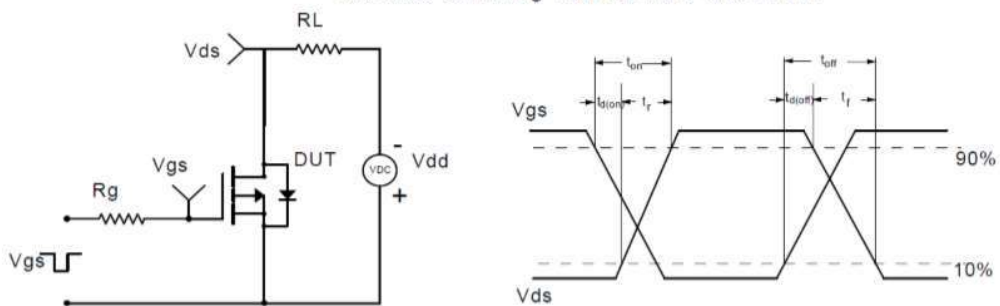 RL
Vds
DUT
Vgs
Rg
Vgs
-
VDC
Vdd
+
ton
toff
td(on)
tr
td(off)
tf
Vgs
90%
10%
Vds